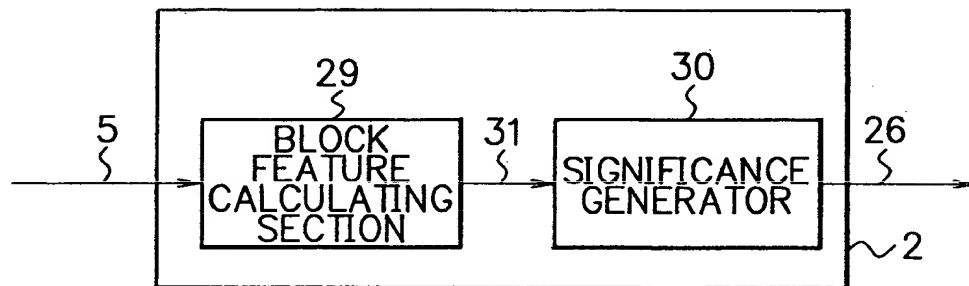 29
30
5
31
26
BLOCK
FEATURE
CALCULATING
SECTION
SIGNIFICANCE
GENERATOR
2